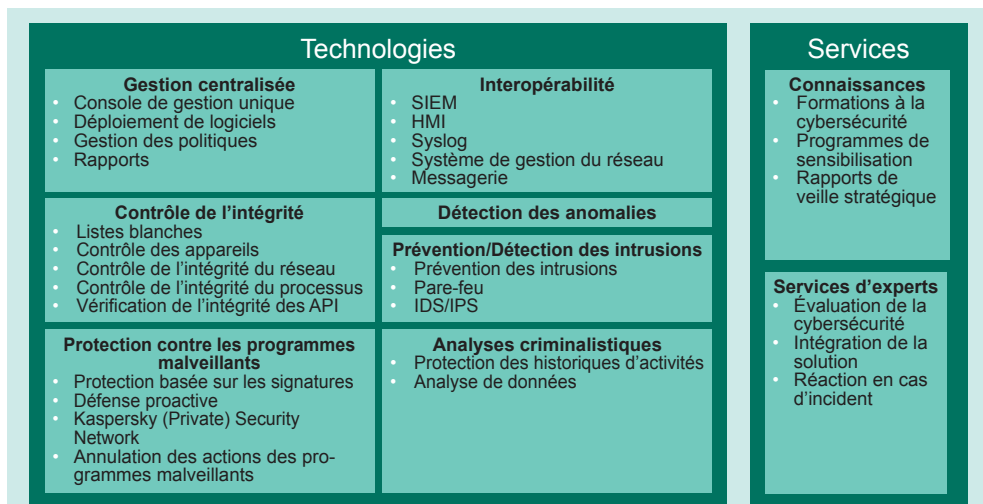 Technologies
Gestion centralisée
• Console de gestion unique
• Déploiement de logiciels
• Gestion des politiques
• Rapports
Interopérabilité
• SIEM
• HMI
• Syslog
• Système de gestion du réseau
• Messagerie
Contrôle de l'intégrité
• Listes blanches
• Contrôle des appareils
• Contrôle de l'intégrité du réseau
• Contrôle de l'intégrité du processus
• Vérification de l'intégrité des API
Détection des anomalies
Prévention/Détection des intrusions
• Prévention des intrusions
• Pare-feu
• IDS/IPS
Protection contre les programmes
malveillants
• Protection basée sur les signatures
• Défense proactive
• Kaspersky (Private) Security
Network
• Annulation des actions des pro-
grammes malveillants
Analyses criminalistiques
• Protection des historiques d'activités
• Analyse de données
Services
Connaissances
• Formations à la
cybersécurité
• Programmes de
sensibilisation
• Rapports de
veille stratégique
Services d'experts
• Évaluation de la
cybersécurité
• Intégration de la
solution
• Réaction en cas
d'incident